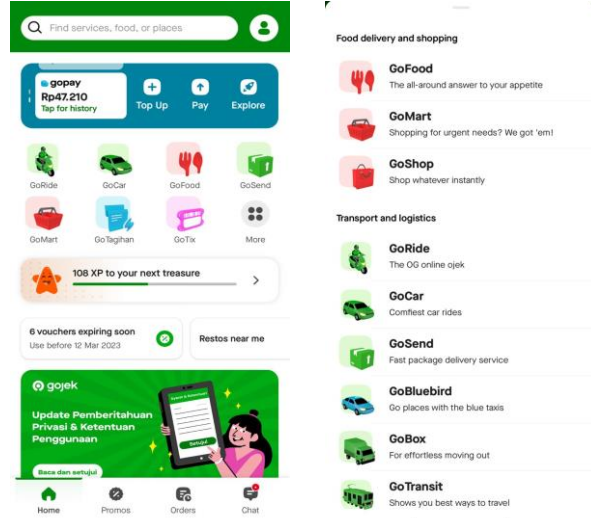 Find services, food, or places
gopay
Rp47.210
Tap for history
Top Up
Pay
Explore
GoRide
GoCar
GoFood
GoSend
GoMart
GoTagihan
GoTix
More
108 XP to your next treasure
6 vouchers expiring soon
Use before 12 Mar 2023
Restos near me
gojek
Update Pemberitahuan
Privasi & Ketentuan
Penggunaan
Syarat & Ketentuan
Setujui
Baca dan setujui
Home
Promos
Orders
Chat
Food delivery and shopping
GoFood
The all-around answer to your appetite
GoMart
Shopping for urgent needs? We got 'em!
GoShop
Shop whatever instantly
Transport and logistics
GoRide
The OG online ojek
GoCar
Comfiest car rides
GoSend
Fast package delivery service
GoBluebird
Go places with the blue taxis
GoBox
For effortless moving out
GoTransit
Shows you best ways to travel